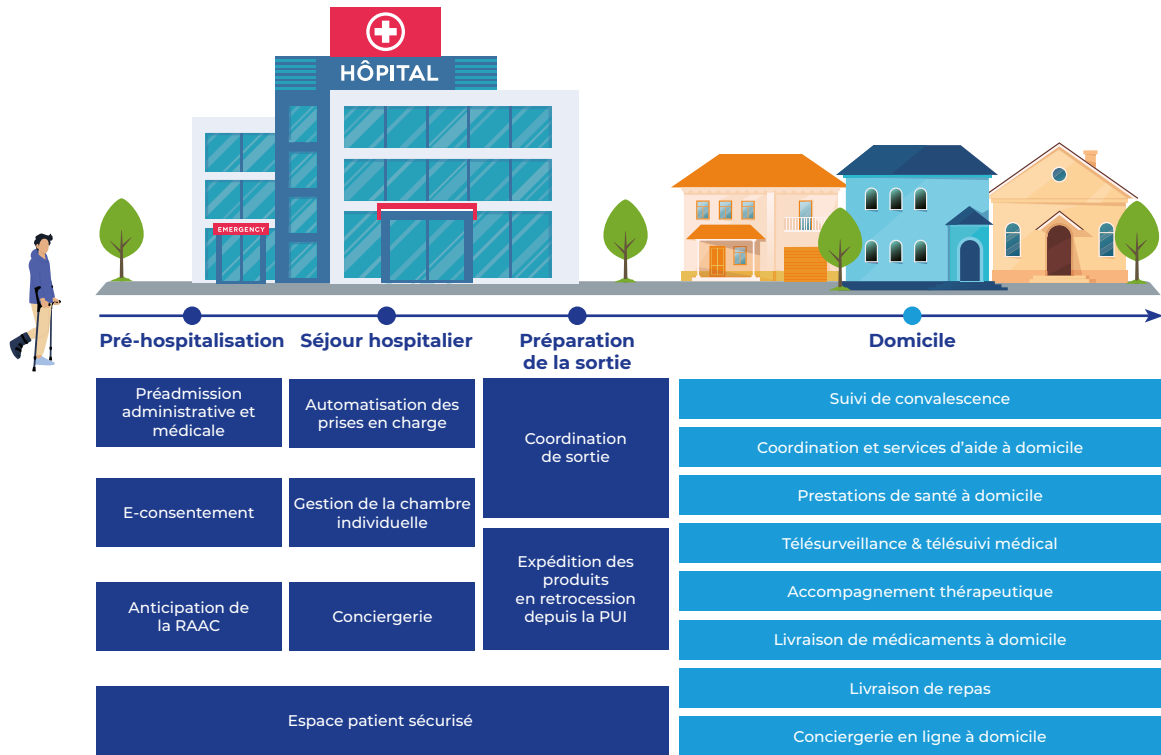 HÔPITAL
EMERGENCY
Pré-hospitalisation
Séjour hospitalier
Préparation
de la sortie
Domicile
Préadmission
administrative et
médicale
E-consentement
Anticipation de
la RAAC
Automatisation des
prises en charge
Gestion de la chambre
individuelle
Conciergerie
Coordination
de sortie
Expédition des
produits
en retrocession
depuis la PUI
Espace patient sécurisé
Suivi de convalescence
Coordination et services d’aide à domicile
Prestations de santé à domicile
Télésurveillance & télésuivi médical
Accompagnement thérapeutique
Livraison de médicaments à domicile
Livraison de repas
Conciergerie en ligne à domicile